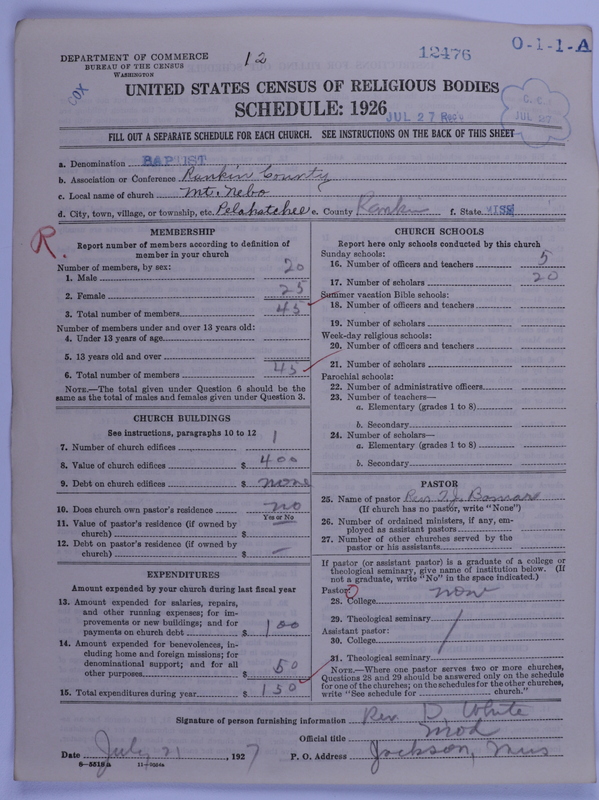 DEPARTMENT OF COMMERCE
BUREAU OF THE CENSUS
WASHINGTON
12
12476
0-1-1-A
COX
UNITED STATES CENSUS OF RELIGIOUS BODIES
SCHEDULE: 1926
JUL 27 Rec'd
C. C.
JUL 27
FILL OUT A SEPARATE SCHEDULE FOR EACH CHURCH. SEE INSTRUCTIONS ON THE BACK OF THIS SHEET
a. Denomination BAPTIST
b. Association or Conference Rankin County
c. Local name of church Mt. Nebo
d. City, town, village, or township, etc. Pelahatchee e. County Rankin f. State MISS
R.
MEMBERSHIP
Report number of members according to definition of
member in your church
Number of members, by sex:
1. Male 20
2. Female 25
3. Total number of members 45
Number of members under and over 13 years old:
4. Under 13 years of age
5. 13 years old and over
6. Total number of members 45
NOTE.—The total given under Question 6 should be the
same as the total of males and females given under Question 3.
CHURCH BUILDINGS
See instructions, paragraphs 10 to 12
7. Number of church edifices 1
8. Value of church edifices $ 400
9. Debt on church edifices $ none
10. Does church own pastor's residence no
Yes or No
11. Value of pastor's residence (if owned by
church) $
12. Debt on pastor's residence (if owned by
church) $ —
EXPENDITURES
Amount expended by your church during last fiscal year
13. Amount expended for salaries, repairs,
and other running expenses; for im-
provements or new buildings; and for
payments on church debt $ 100
14. Amount expended for benevolences, in-
cluding home and foreign missions; for
denominational support; and for all
other purposes $ 50
15. Total expenditures during year $ 150
CHURCH SCHOOLS
Report here only schools conducted by this church
Sunday schools:
16. Number of officers and teachers 5
17. Number of scholars 20
Summer vacation Bible schools:
18. Number of officers and teachers
19. Number of scholars
Week-day religious schools:
20. Number of officers and teachers
21. Number of scholars
Parochial schools:
22. Number of administrative officers
23. Number of teachers—
a. Elementary (grades 1 to 8)
b. Secondary
24. Number of scholars—
a. Elementary (grades 1 to 8)
b. Secondary
PASTOR
25. Name of pastor Rev. T. J.
(If church has no pastor, write "None")
26. Number of ordained ministers, if any, em-
ployed as assistant pastors
27. Number of other churches served by the
pastor or his assistants
If pastor (or assistant pastor) is a graduate of a college or
theological seminary, give name of institution below. (If
not a graduate, write "No" in the space indicated.)
Pastor:
28. College
29. Theological seminary
Assistant pastor:
30. College
31. Theological seminary
NOTE.—Where one pastor serves two or more churches,
Questions 28 and 29 should be answered only on the schedule
for one of the churches; on the schedules for the other churches,
write "See schedule for church."
Signature of person furnishing information Rev. D. White
Official title Mod
Date July 21, 1927 P. O. Address Jackson, Miss
8-5519A